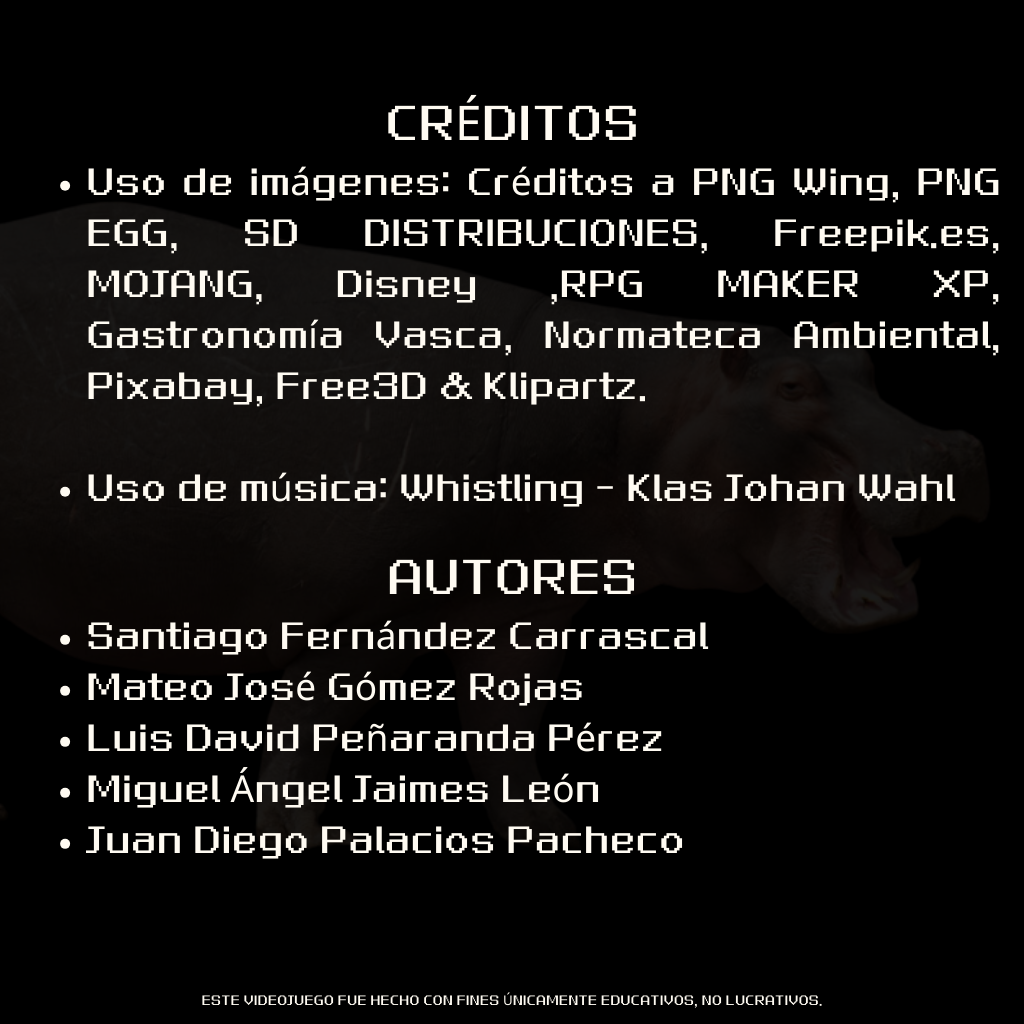 CRÉDITOS
• Uso de imágenes: Créditos a PNG Wing, PNG
EGG, SD DISTRIBUCIONES, Freepik.es,
MOJANG, Disney ,RPG MAKER XP,
Gastronomía Vasca, Normateca Ambiental,
Pixabay, Free3D & Klipartz.
• Uso de música: Whistling - Klas Johan Wahl
AUTORES
• Santiago Fernández Carrascal
• Mateo José Gómez Rojas
• Luis David Peñaranda Pérez
• Miguel Ángel Jaimes León
• Juan Diego Palacios Pacheco
ESTE VIDEOJUEGO FUE HECHO CON FINES ÚNICAMENTE EDUCATIVOS, NO LUCRATIVOS.